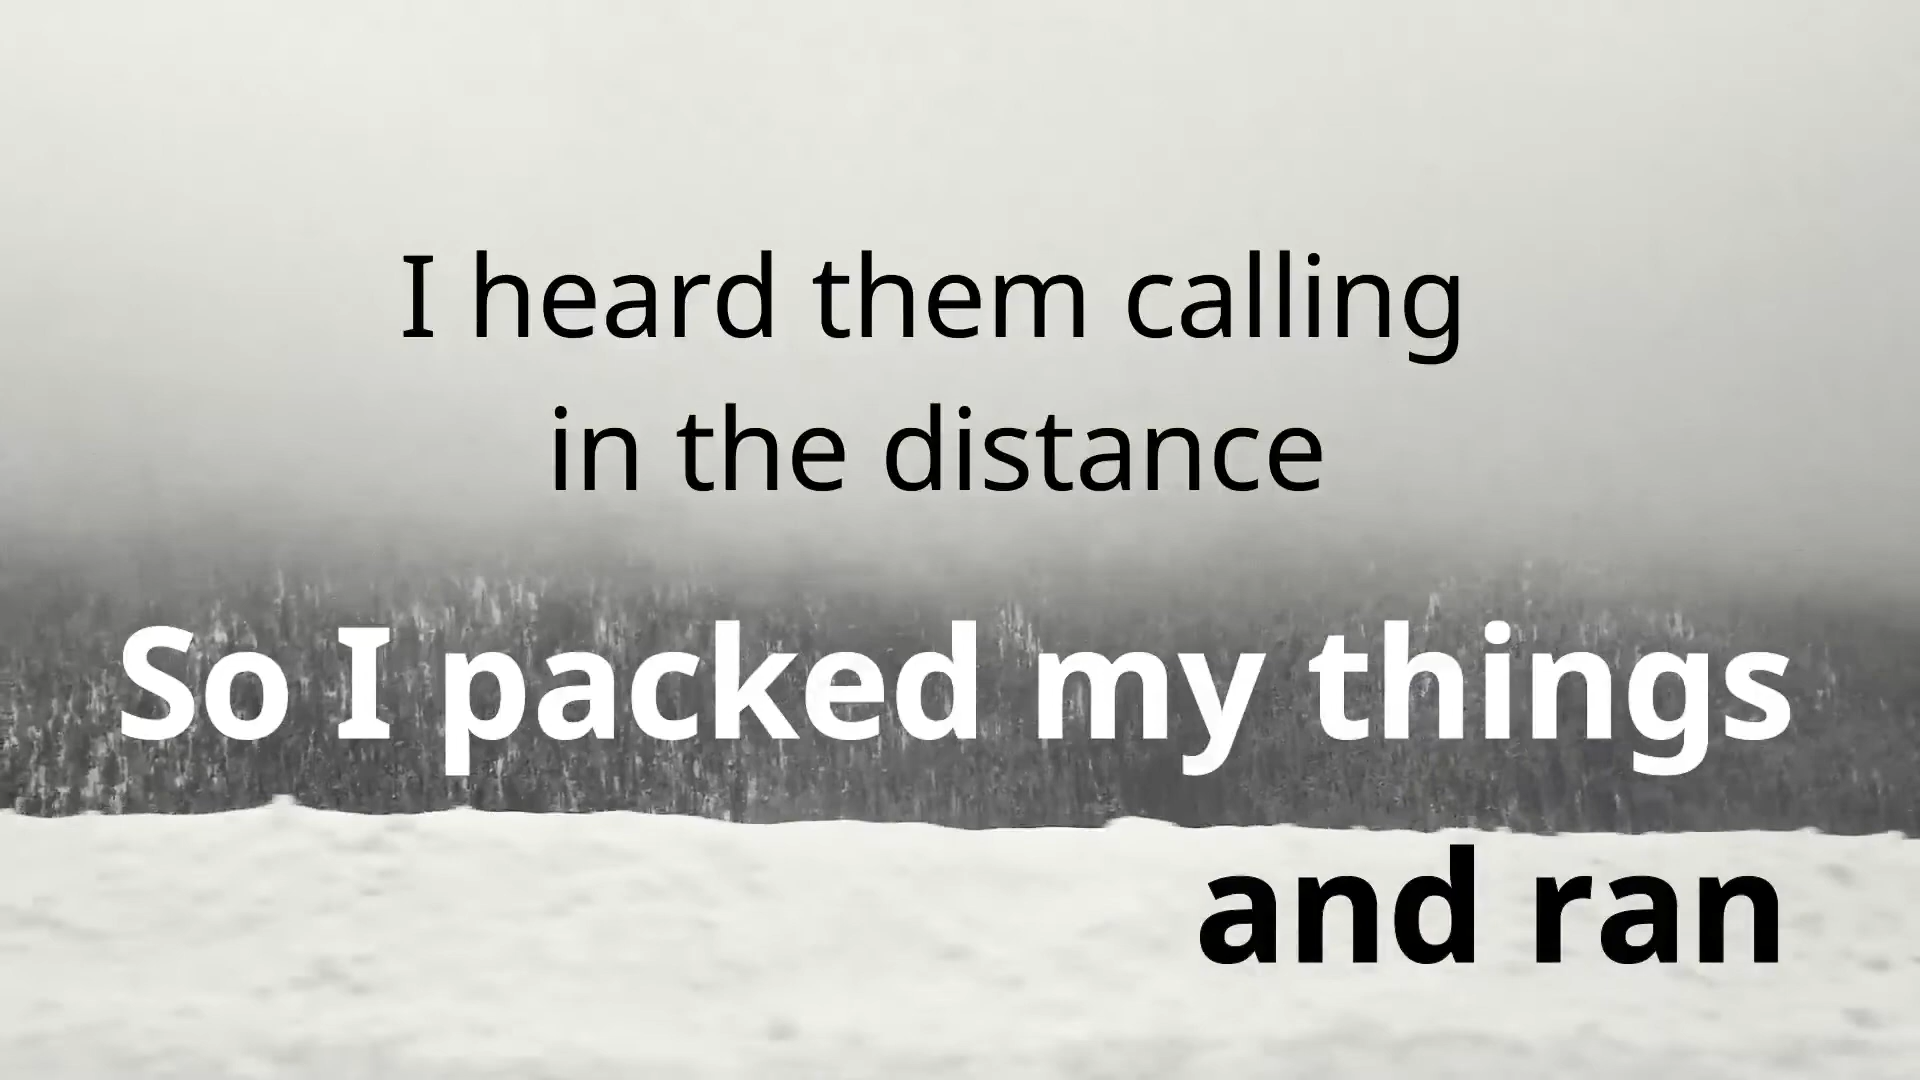 I heard them calling
in the distance
So I packed my things
and ran